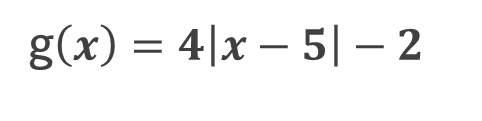 g(x) = 4|x − 5| − 2